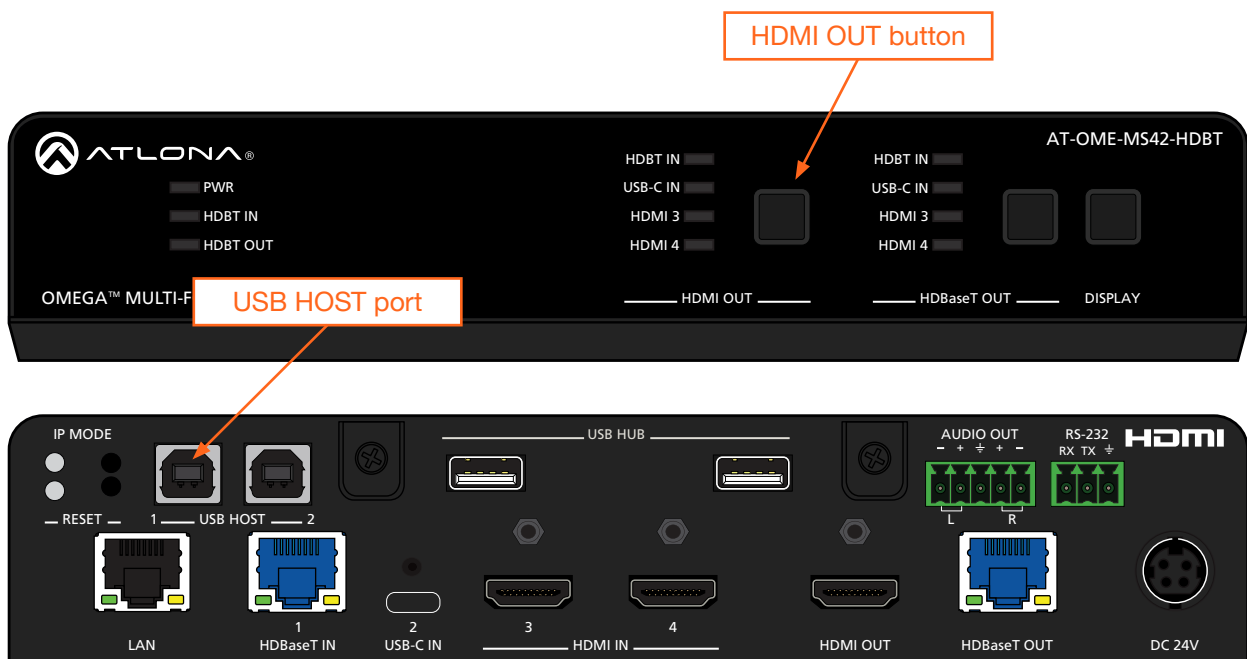 HDMI OUT button
ATLONA®
AT-OME-MS42-HDBT
PWR
HDBT IN
HDBT OUT
HDBT IN
USB-C IN
HDMI 3
HDMI 4
HDBT IN
USB-C IN
HDMI 3
HDMI 4
OMEGA™ MULTI-F
USB HOST port
HDMI OUT
HDBaseT OUT
DISPLAY
IP MODE
USB HUB
AUDIO OUT
- + ⏚ + -
L R
RS-232
RX TX ⏚
HDMI
RESET
1 USB HOST 2
LAN
1
HDBaseT IN
2
USB-C IN
3 4
HDMI IN
HDMI OUT
HDBaseT OUT
DC 24V